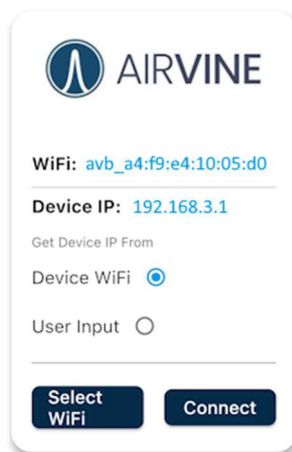 AIRVINE
WiFi: avb_a4:f9:e4:10:05:d0
Device IP: 192.168.3.1
Get Device IP From
Device WiFi
User Input
Select
WiFi
Connect